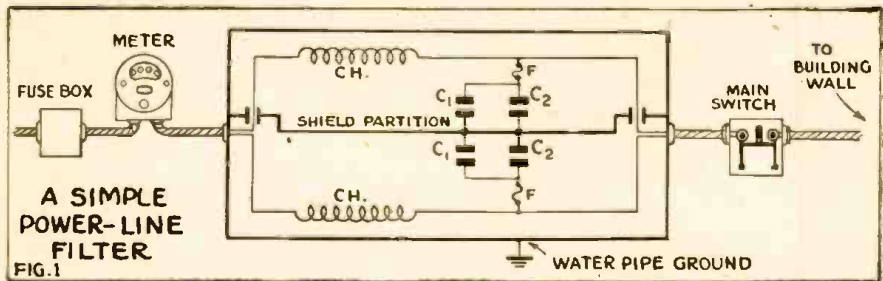 METER
FUSE BOX
CH.
F
C1
C2
SHIELD PARTITION
C1
C2
F
CH.
TO
BUILDING
WALL
MAIN
SWITCH
A SIMPLE
POWER-LINE
FILTER
WATER PIPE GROUND
FIG.1